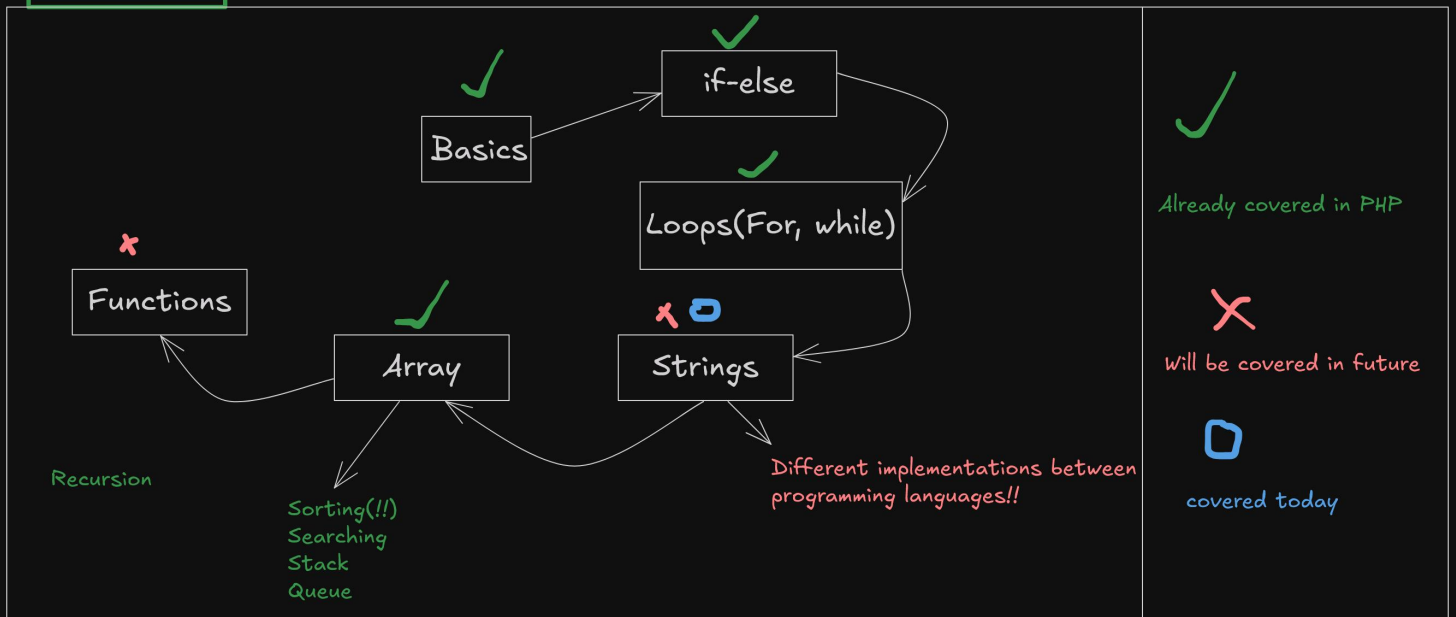 if-else
Basics
Loops(For, while)
Functions
Array
Strings
Recursion
Sorting(!!)
Searching
Stack
Queue
Different implementations between
programming languages!!
Already covered in PHP
Will be covered in future
covered today